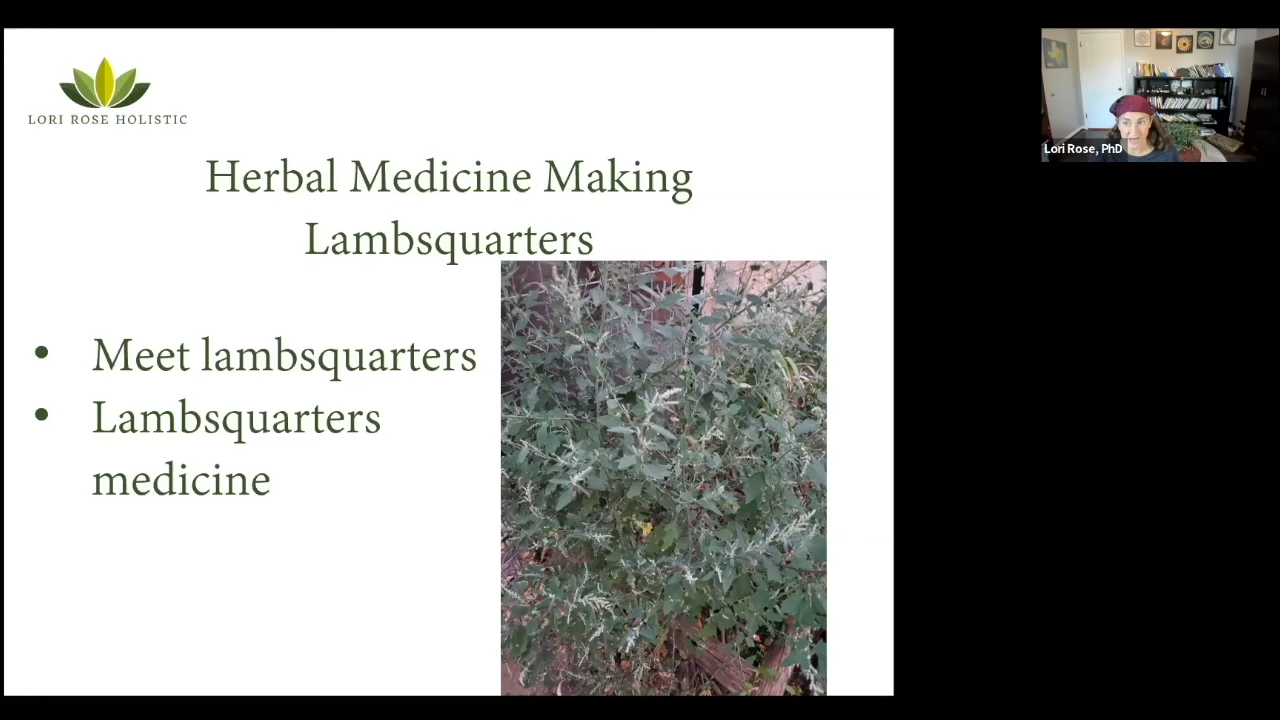 LORI ROSE HOLISTIC
Herbal Medicine Making
Lambsquarters
• Meet lambsquarters
• Lambsquarters
medicine
Lori Rose, PhD